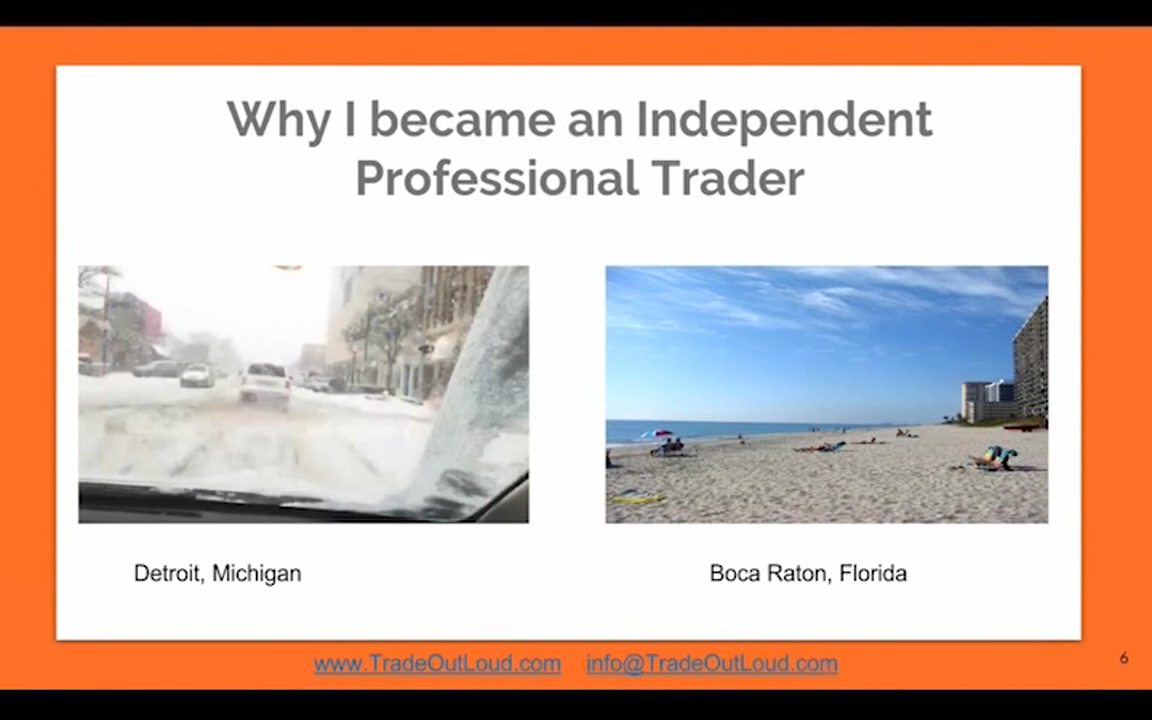 Why I became an Independent
Professional Trader
Detroit, Michigan
Boca Raton, Florida
www.TradeOutLoud.com info@TradeOutLoud.com
6